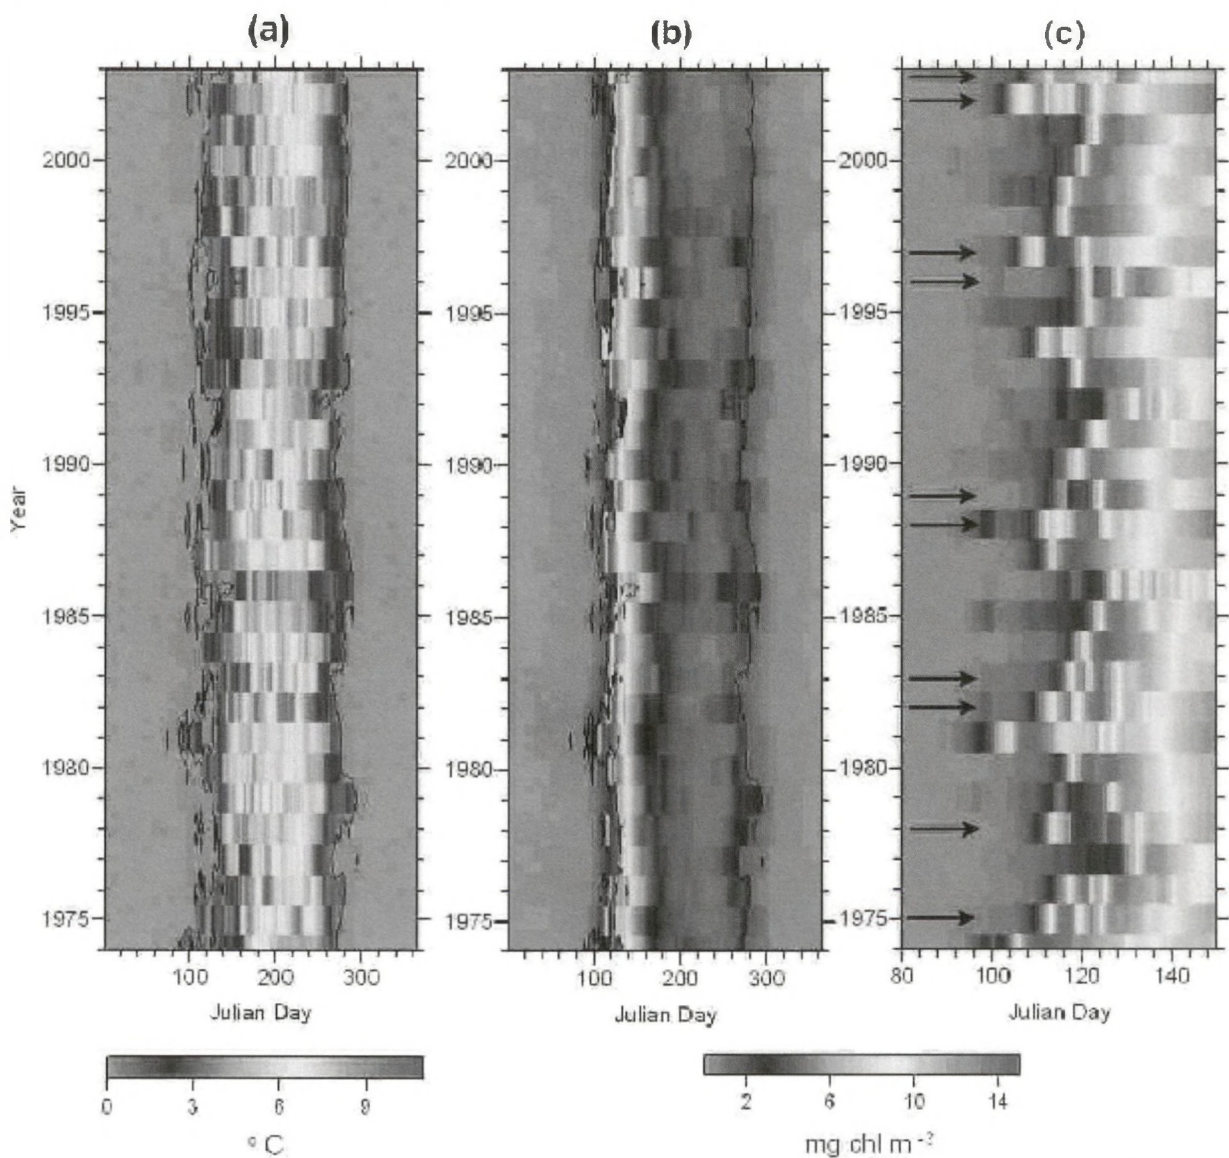 (a) (b) (c)
2000 2000 2000
1995 1995 1995
1990 1990 1990
Year
1985 1985 1985
1980 1980 1980
1975 1975 1975
100 200 300 100 200 300 80 100 120 140
Julian Day Julian Day Julian Day
0 3 6 9 2 6 10 14
° C mg chl m⁻²